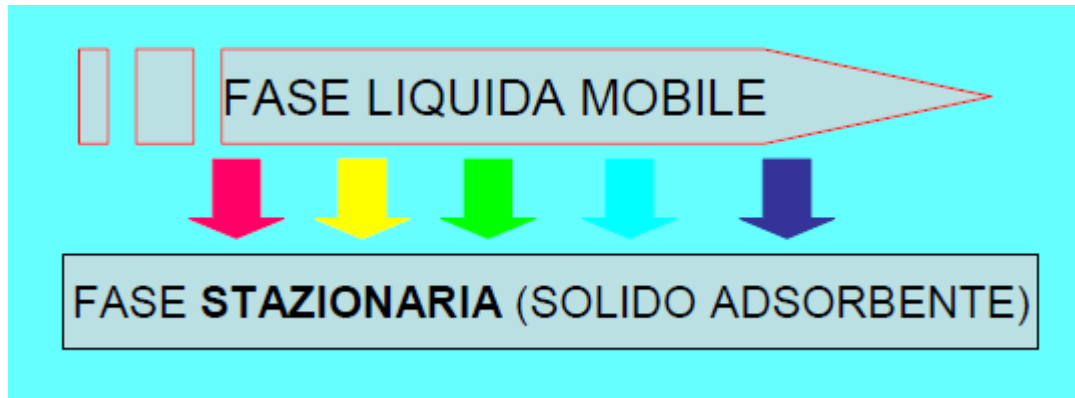 FASE LIQUIDA MOBILE
FASE STAZIONARIA (SOLIDO ADSORBENTE)